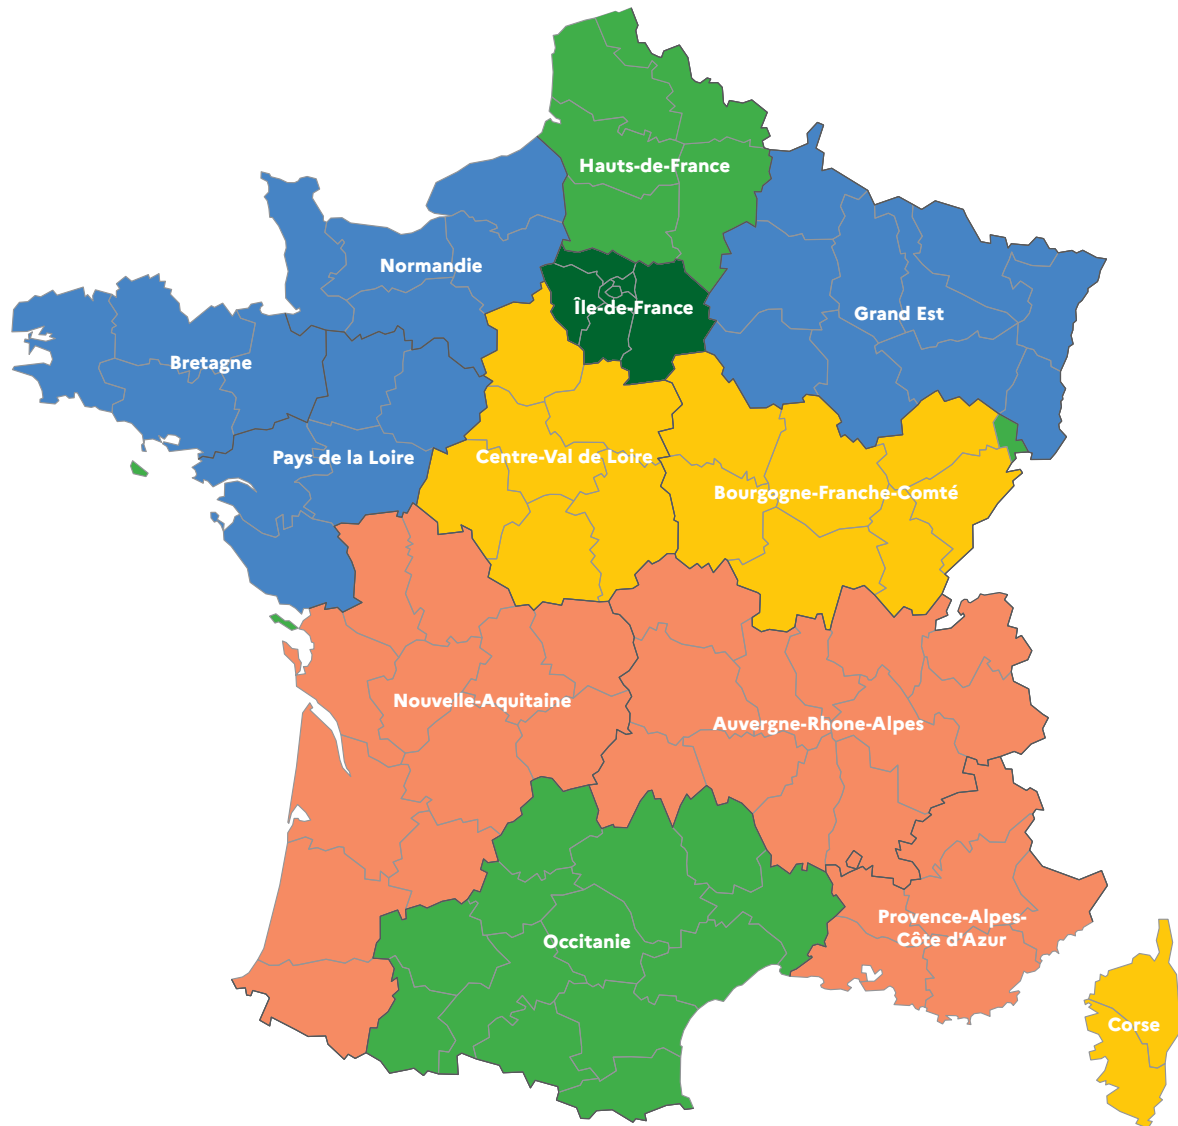 Hauts-de-France
Normandie
Île-de-France
Grand Est
Bretagne
Pays de la Loire
Centre-Val de Loire
Bourgogne-Franche-Comté
Nouvelle-Aquitaine
Auvergne-Rhone-Alpes
Provence-Alpes-
Côte d'Azur
Occitanie
Corse